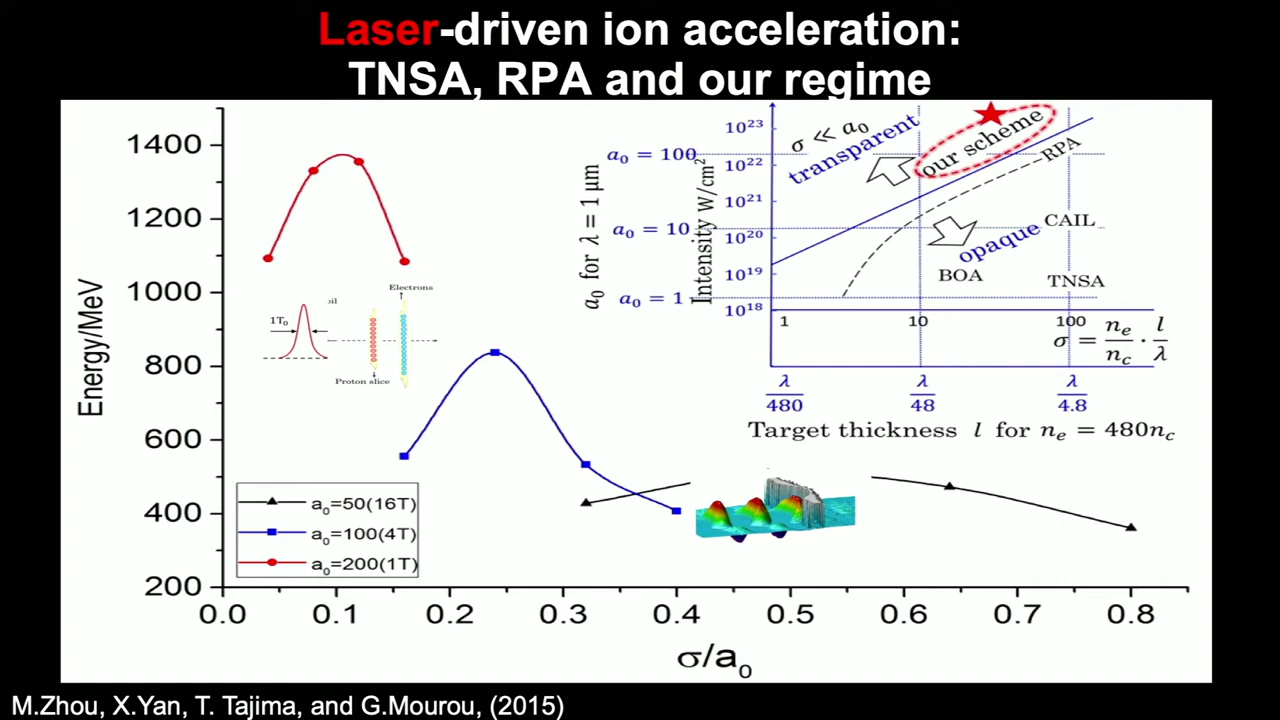 Laser-driven ion acceleration:
TNSA, RPA and our regime
Energy/MeV
1400
1200
1000
800
600
400
200
0.0 0.1 0.2 0.3 0.4 0.5 0.6 0.7 0.8
σ/a₀
a₀=50(16T)
a₀=100(4T)
a₀=200(1T)
1T₀
oil
Electrons
Proton slice
a₀ for λ = 1 μm
a₀ = 100
a₀ = 10
a₀ = 1
Intensity W/cm²
10²³
10²²
10²¹
10²⁰
10¹⁹
10¹⁸
σ ≪ a₀
transparent
our scheme
RPA
CAIL
opaque
BOA
TNSA
1 10 100
σ = nₑ/n_c · l/λ
λ/480 λ/48 λ/4.8
Target thickness l for nₑ = 480n_c
M.Zhou, X.Yan, T. Tajima, and G.Mourou, (2015)